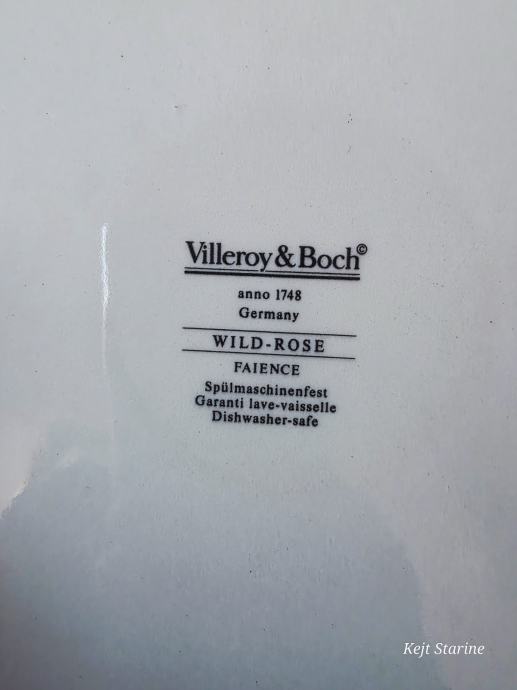 Villeroy & Boch©
anno 1748
Germany
WILD-ROSE
FAIENCE
Spülmaschinenfest
Garanti lave-vaisselle
Dishwasher-safe
Kejt Starine